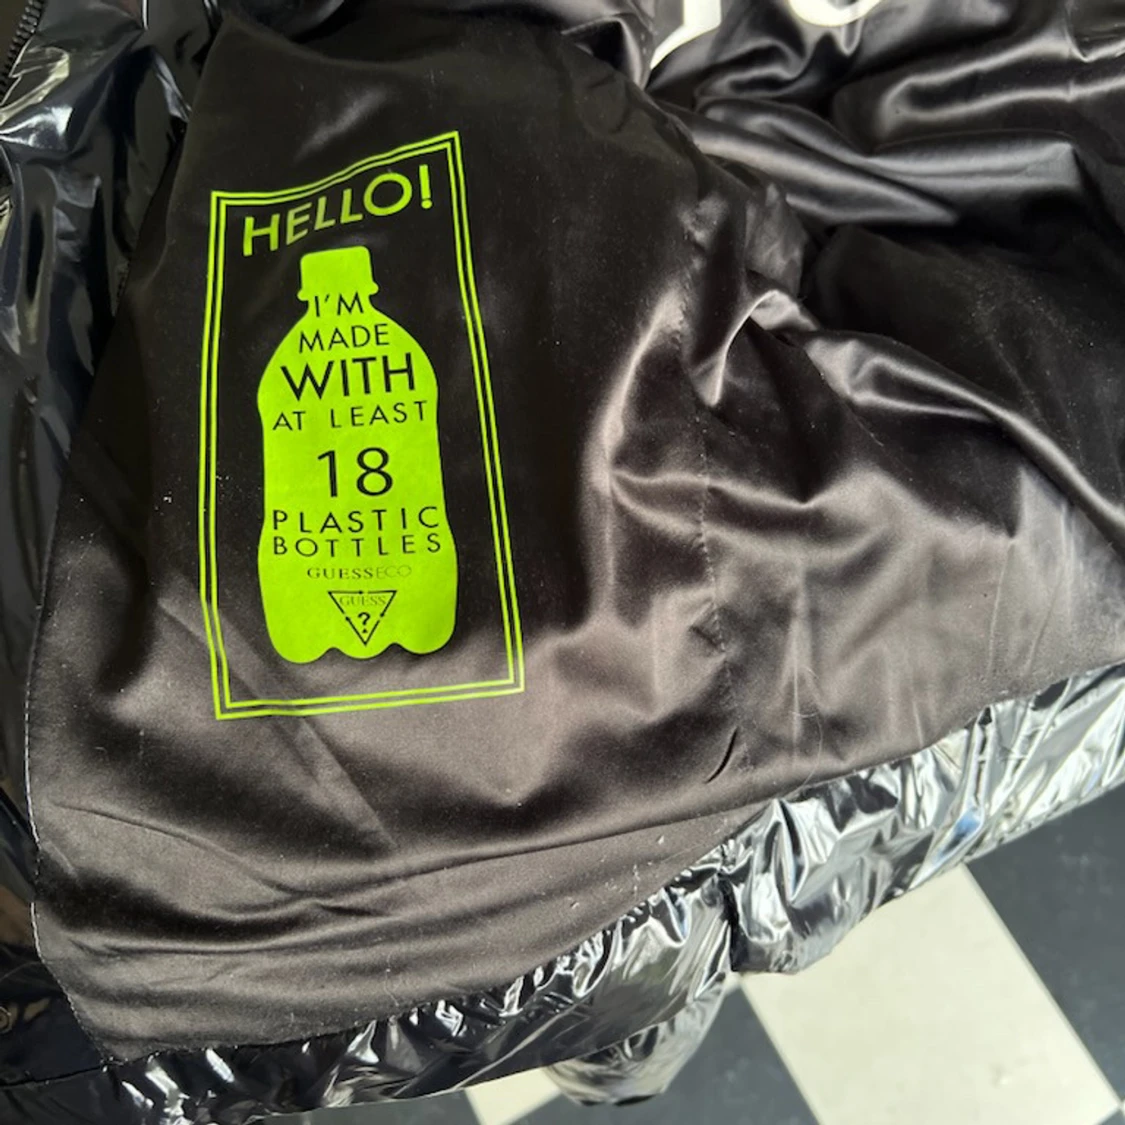 HELLO!
I'M
MADE
WITH
AT LEAST
18
PLASTIC
BOTTLES
GUESSECO
GUESS
?